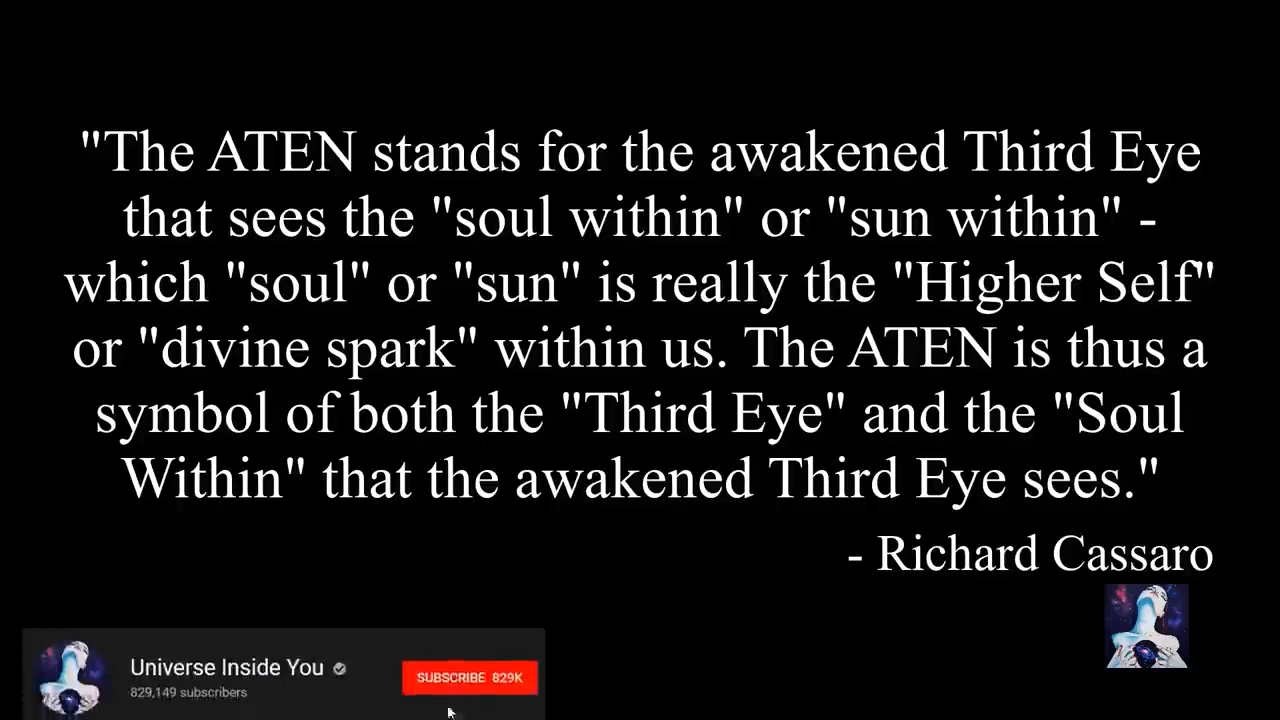 "The ATEN stands for the awakened Third Eye
that sees the "soul within" or "sun within" -
which "soul" or "sun" is really the "Higher Self"
or "divine spark" within us. The ATEN is thus a
symbol of both the "Third Eye" and the "Soul
Within" that the awakened Third Eye sees."
- Richard Cassaro
Universe Inside You
829,149 subscribers
SUBSCRIBE 829K